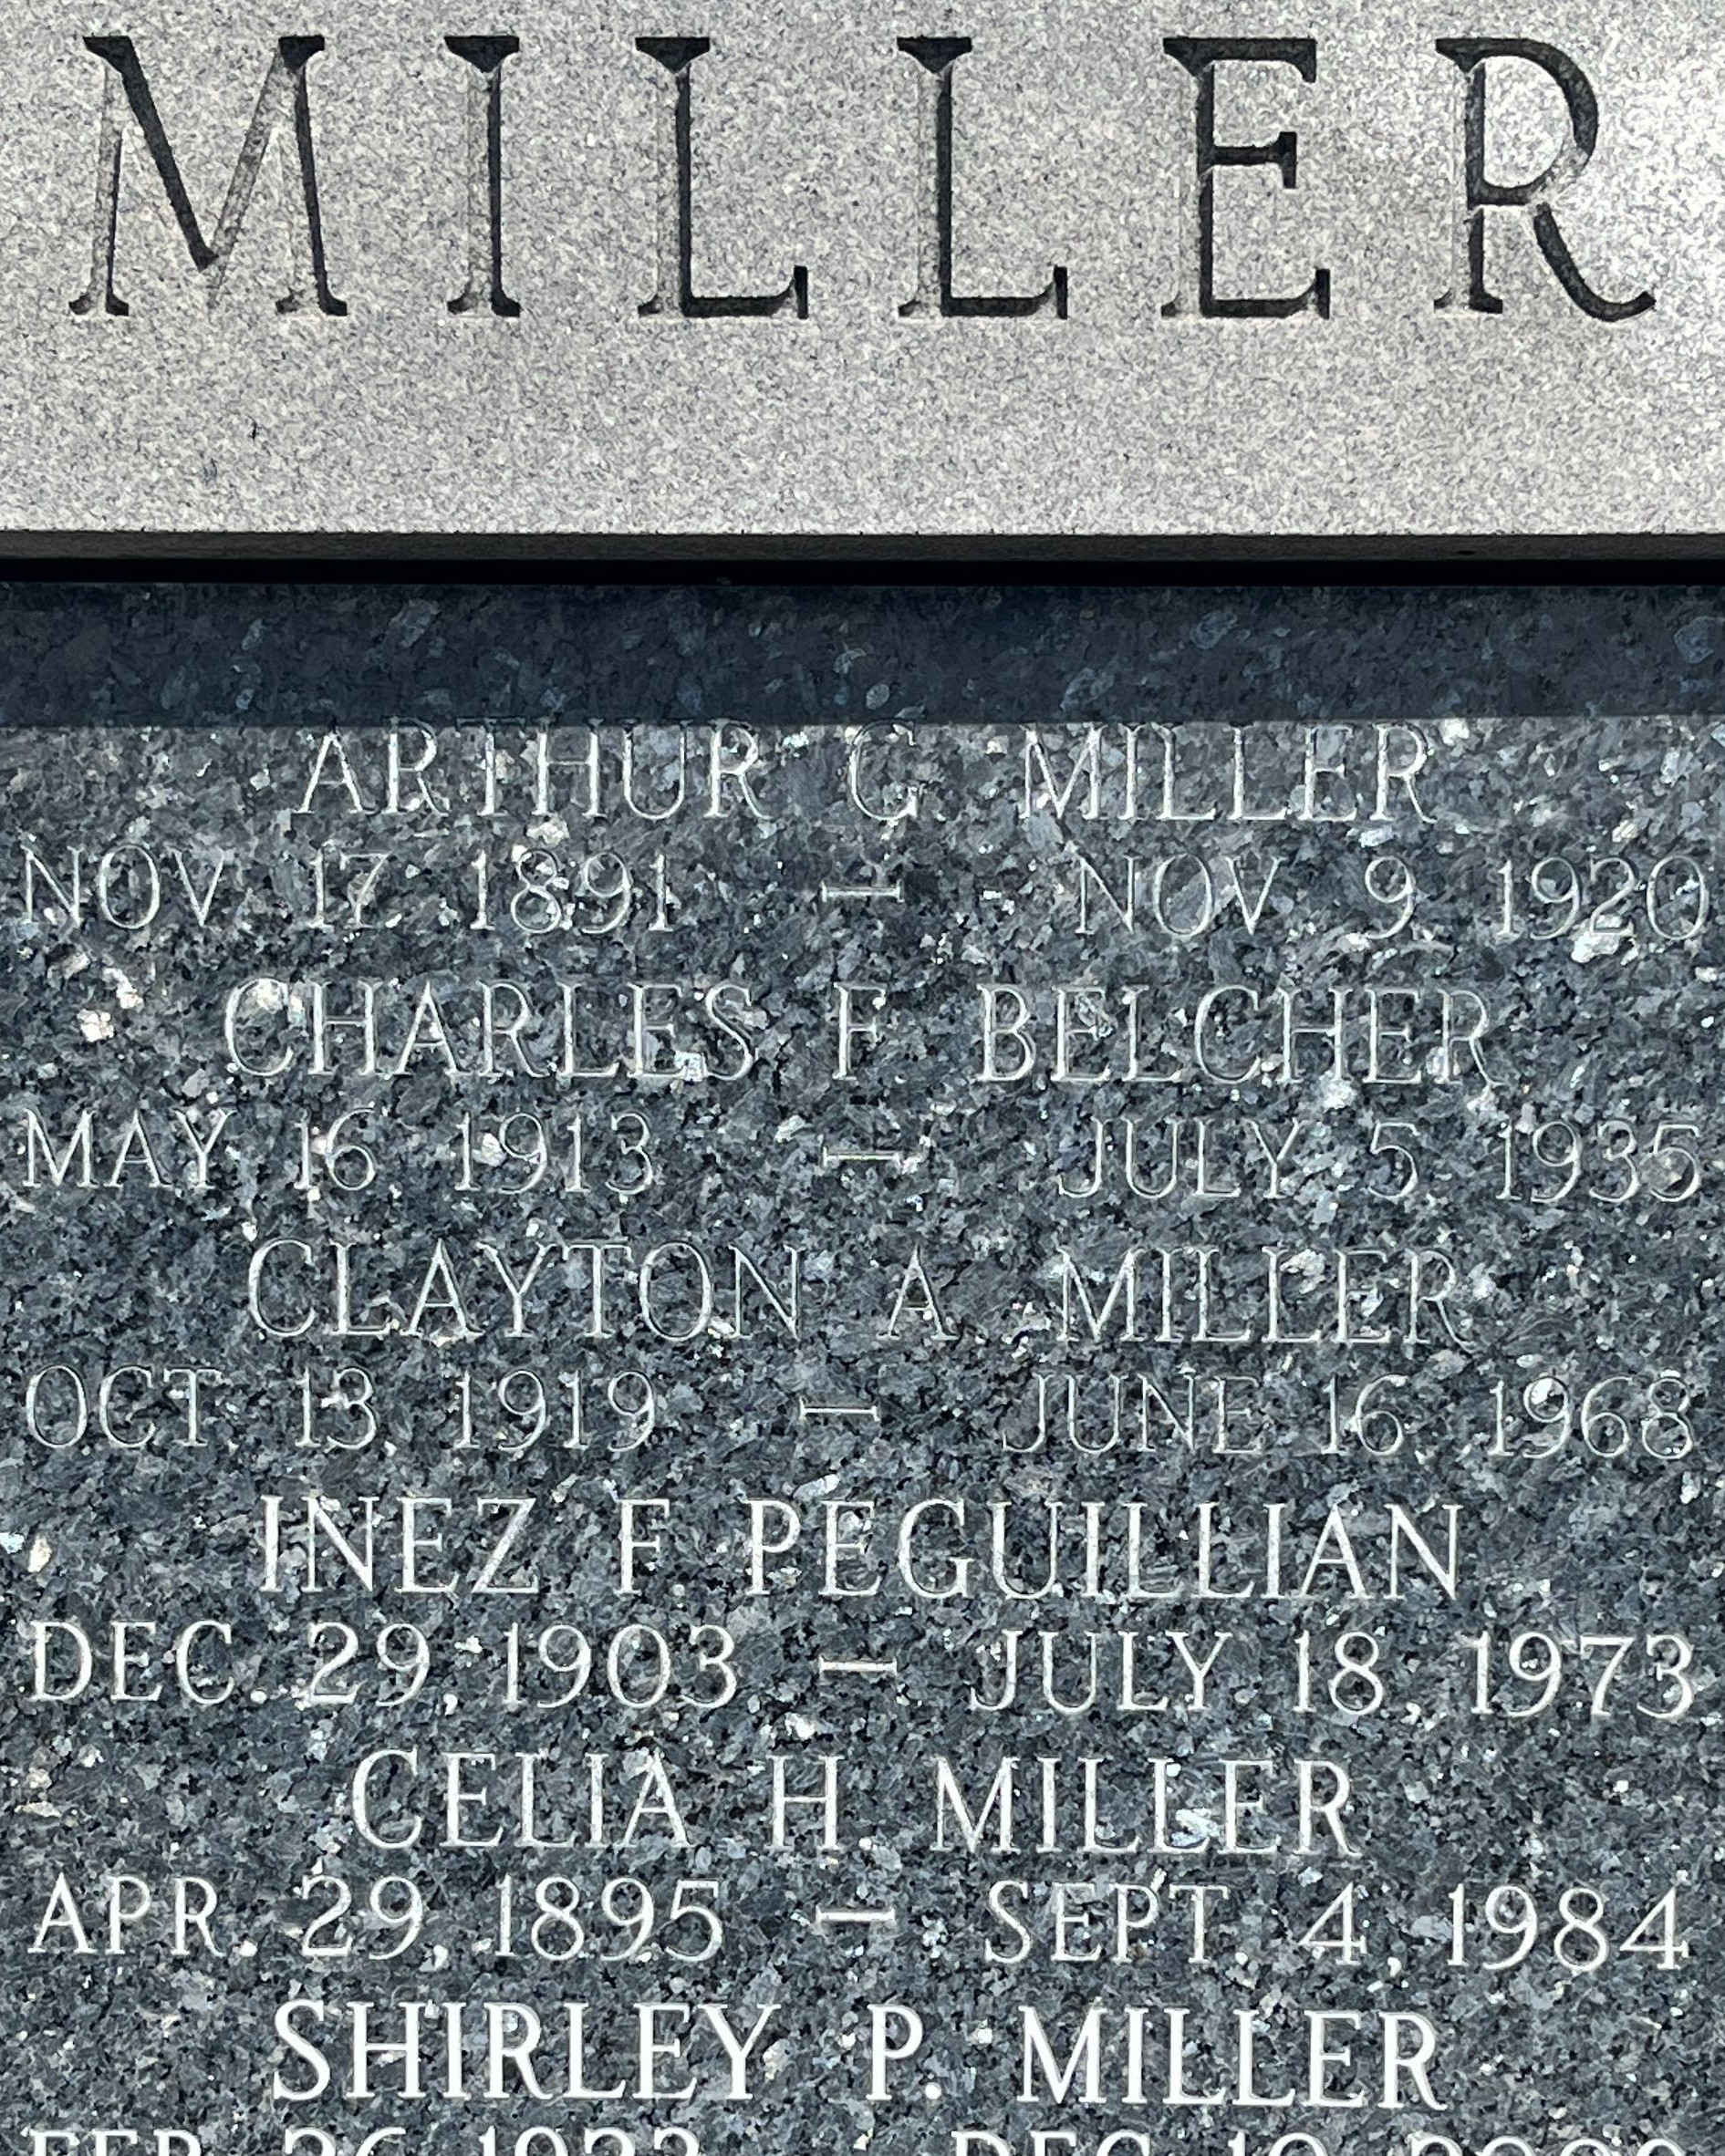 MILLER
ARTHUR G MILLER
NOV. 17 1891 — NOV 9 1920
CHARLES F BELCHER
MAY 16 1913 — JULY 5 1935
CLAYTON A MILLER
OCT 13 1919 — JUNE 16 1968
INEZ F PEGUILLIAN
DEC. 29, 1903 — JULY 18, 1973
CELIA H MILLER
APR. 29, 1895 — SEPT 4 1984
SHIRLEY P. MILLER